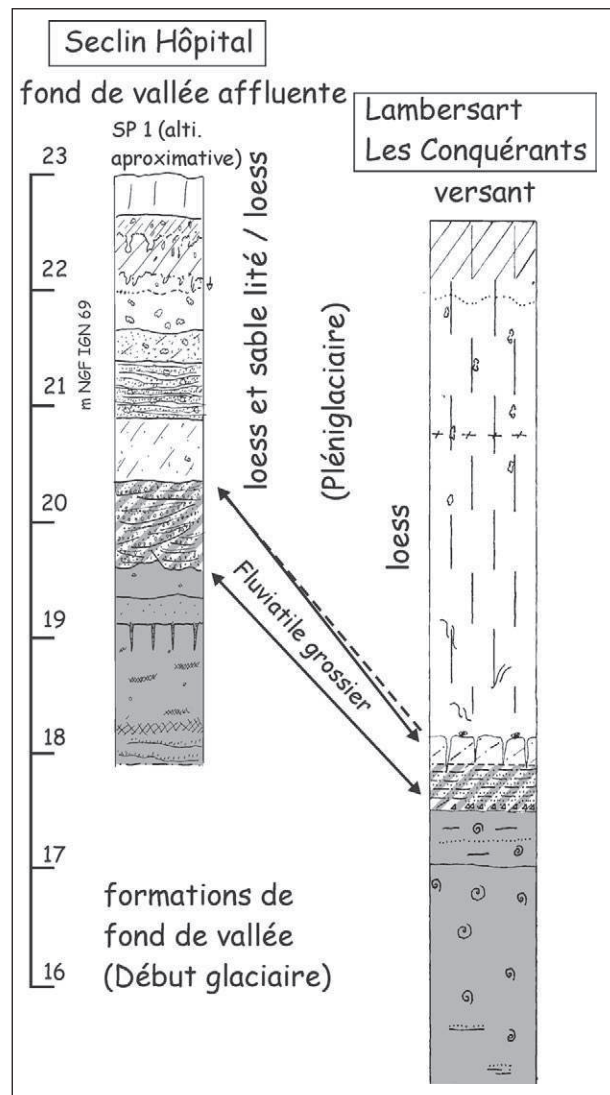 Seclin Hôpital
fond de vallée affluente
SP 1 (alti.
aproximative)
Lambersart
Les Conquérants
versant
23
22
21
20
19
18
17
16
m NGF IGN 69
loess et sable lité / loess
(Pléniglaciaire)
loess
Fluviatile grossier
formations de
fond de vallée
(Début glaciaire)